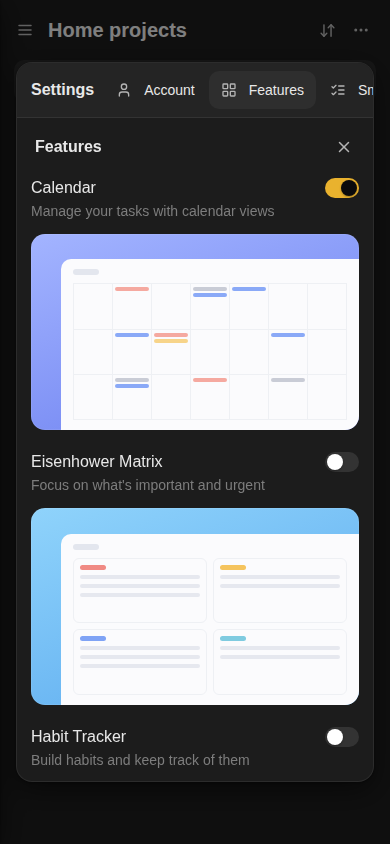 Home projects
Settings Account Features Sn
Features
Calendar
Manage your tasks with calendar views
Eisenhower Matrix
Focus on what's important and urgent
Habit Tracker
Build habits and keep track of them